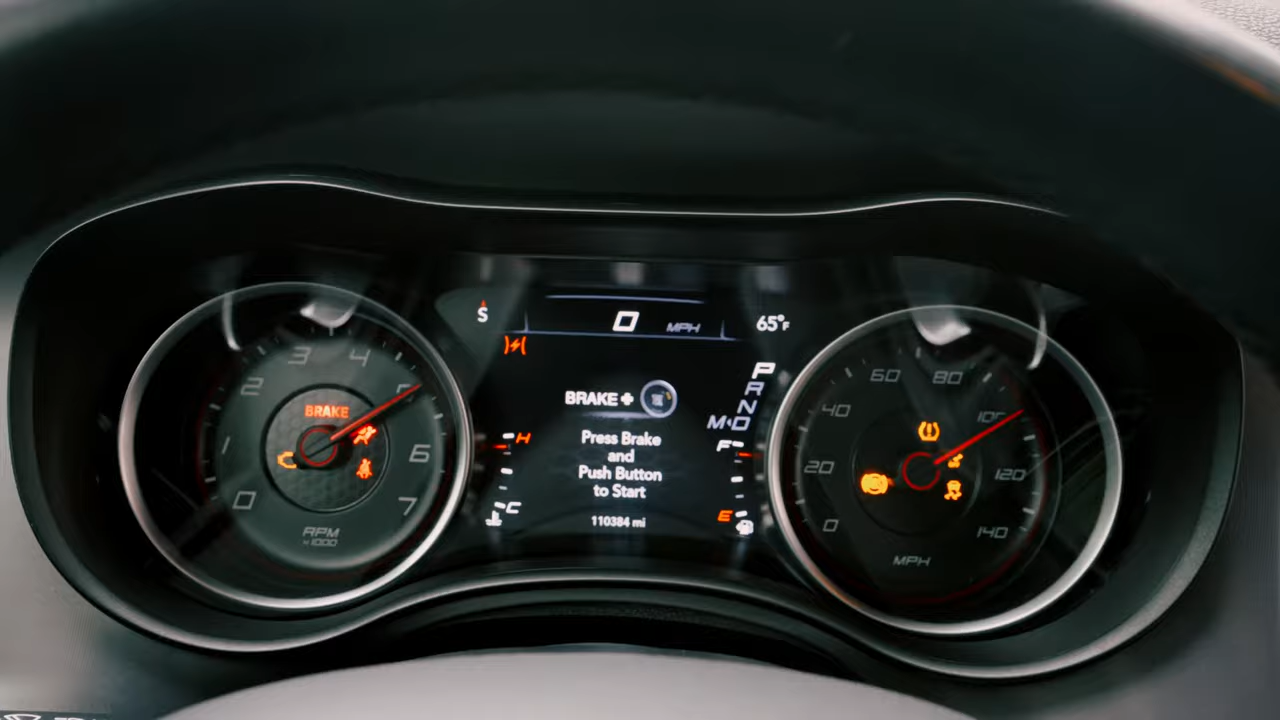 S
0 MPH
65°F
BRAKE +
Press Brake
and
Push Button
to Start
110384 mi
P
R
N
M D
H
C
F
E
BRAKE
0
1
2
3
4
5
6
7
RPM
x1000
0
20
40
60
80
100
120
140
MPH